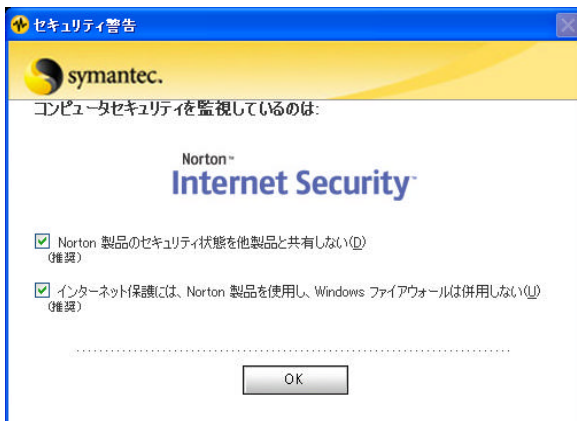 セキュリティ警告
symantec.
コンピュータセキュリティを監視しているのは:
Norton™
Internet Security™
Norton 製品のセキュリティ状態を他製品と共有しない(D)
(推奨)
インターネット保護には、Norton 製品を使用し、Windows ファイアウォールは併用しない(U)
(推奨)
OK